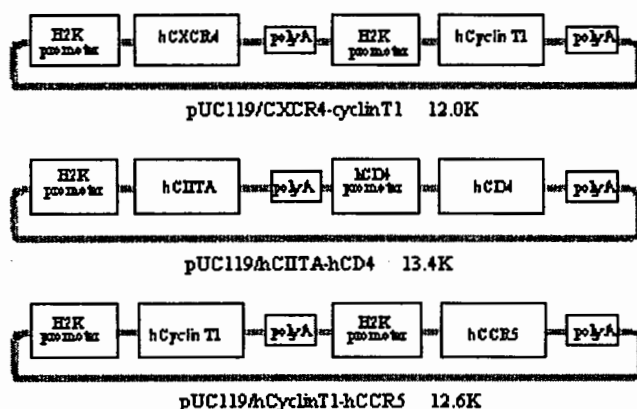 H2K promoter hCXCR4 polyA H2K promoter hCyclin T1 polyA
pUC119/CXCR4-cyclinT1 12.0K
H2K promoter hCIITA polyA hCD4 promoter hCD4 polyA
pUC119/hCIITA-hCD4 13.4K
H2K promoter hCyclin T1 polyA H2K promoter hCCR5 polyA
pUC119/hCyclinT1-hCCR5 12.6K